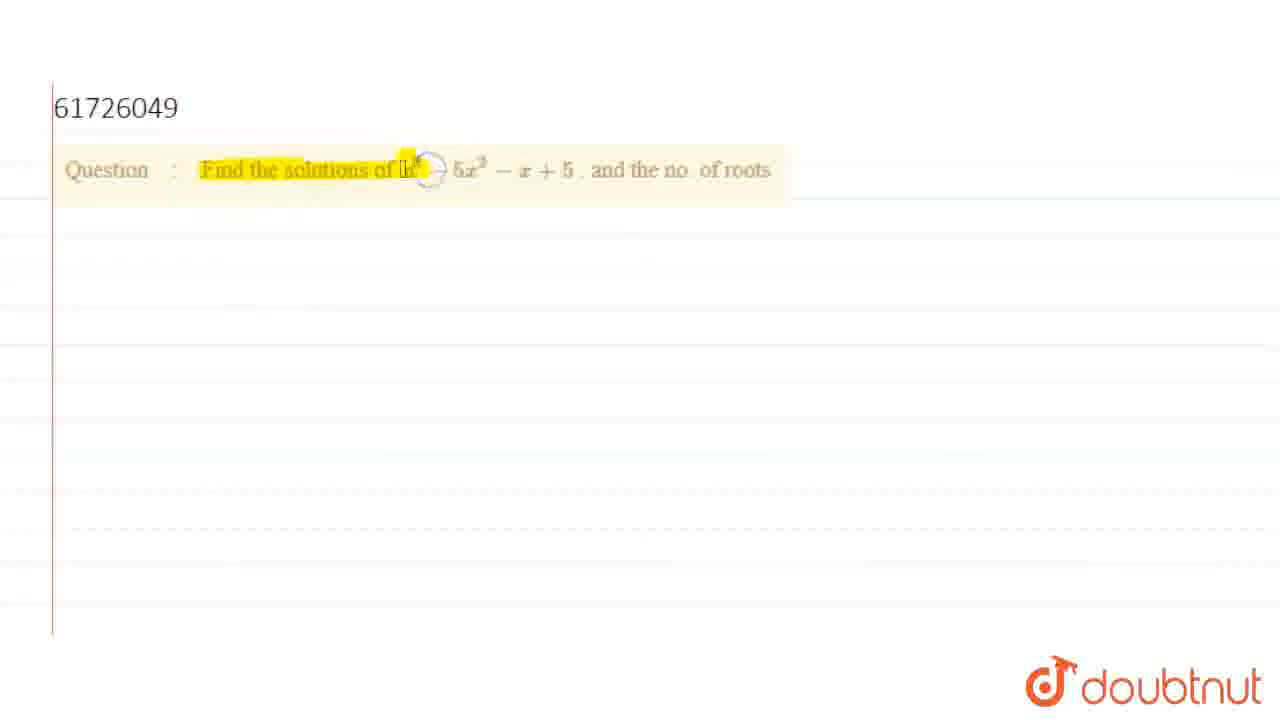 61726049
Question : Find the solutions of − 5x² − x + 5 . and the no of roots
doubtnut